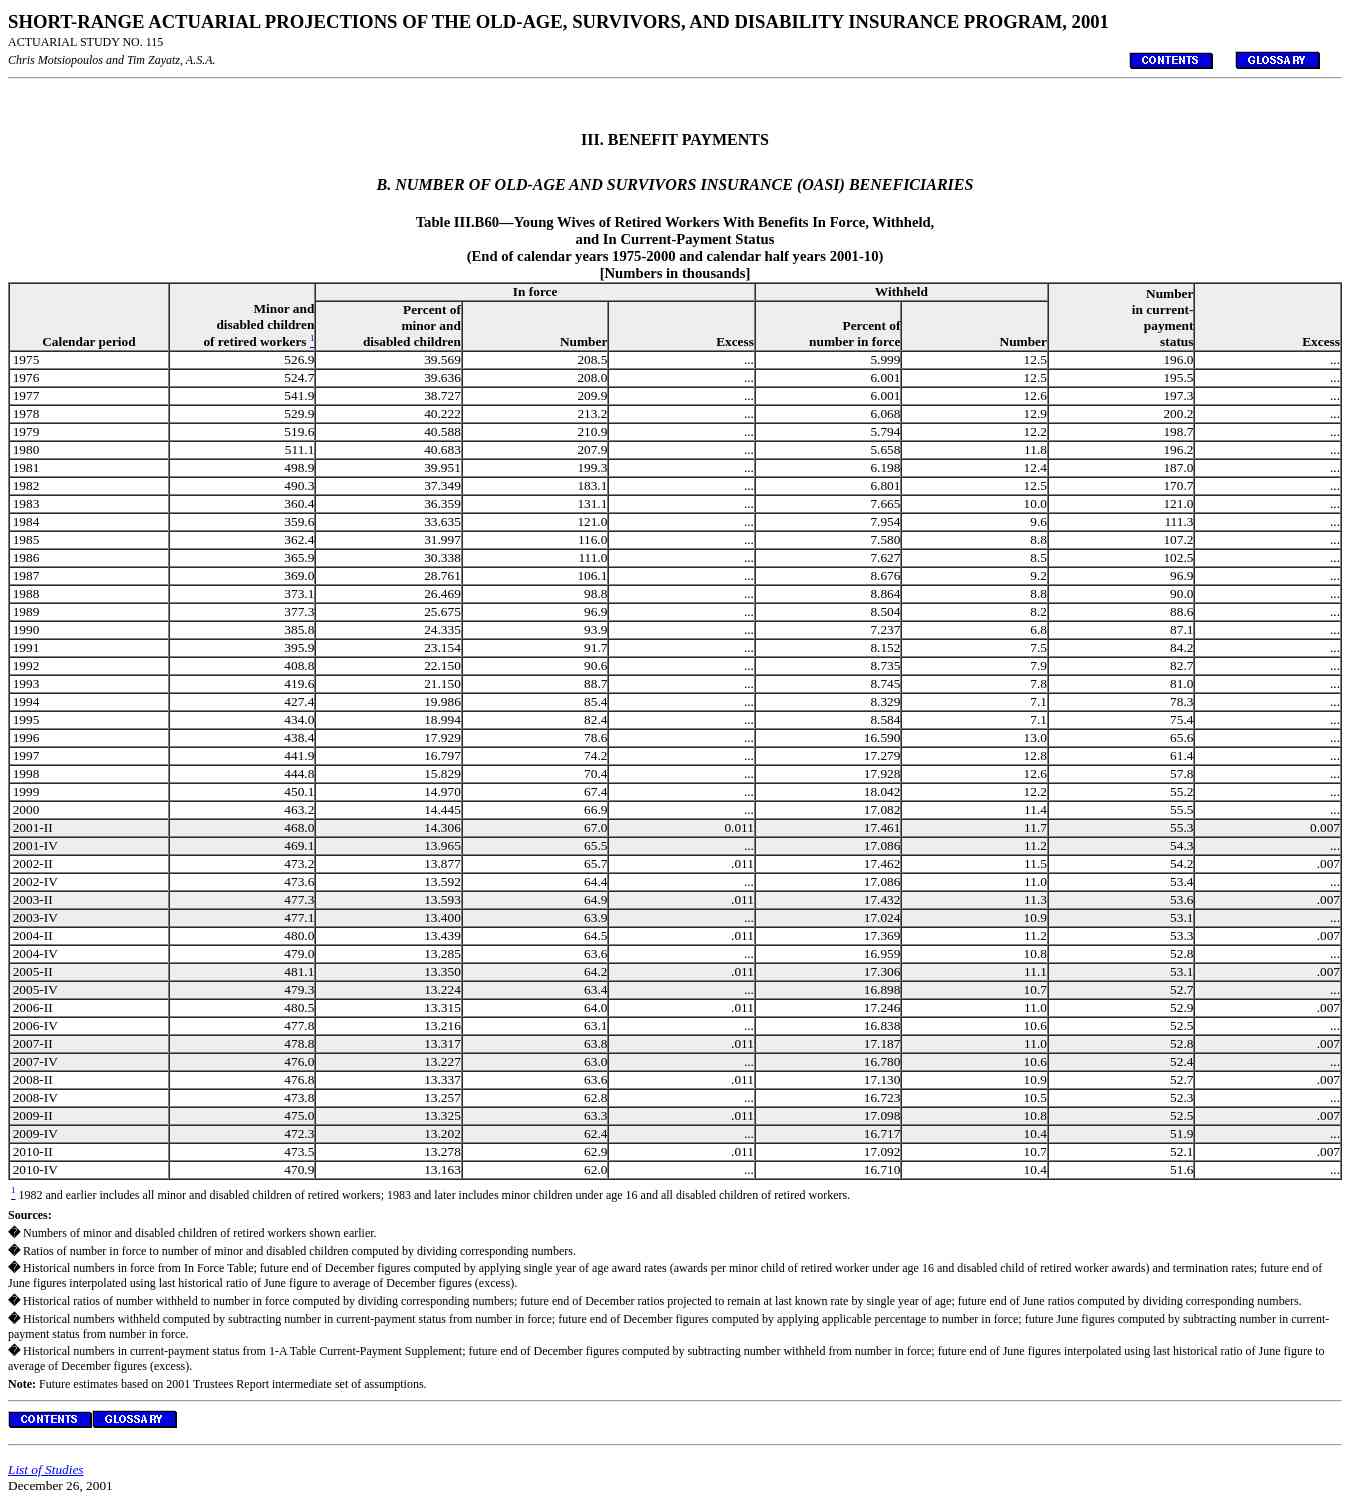 SHORT-RANGE ACTUARIAL PROJECTIONS OF THE OLD-AGE, SURVIVORS, AND DISABILITY INSURANCE PROGRAM, 2001
ACTUARIAL STUDY NO. 115
Chris Motsiopoulos and Tim Zayatz, A.S.A.
CONTENTS GLOSSARY
III. BENEFIT PAYMENTS
B. NUMBER OF OLD-AGE AND SURVIVORS INSURANCE (OASI) BENEFICIARIES
Table III.B60—Young Wives of Retired Workers With Benefits In Force, Withheld,
and In Current-Payment Status
(End of calendar years 1975-2000 and calendar half years 2001-10)
[Numbers in thousands]
Calendar period | Minor and disabled children of retired workers 1 | In force | Withheld | Number in current-payment status | Excess
Percent of minor and disabled children | Number | Excess | Percent of number in force | Number
1975 526.9 39.569 208.5 ... 5.999 12.5 196.0 ...
1976 524.7 39.636 208.0 ... 6.001 12.5 195.5 ...
1977 541.9 38.727 209.9 ... 6.001 12.6 197.3 ...
1978 529.9 40.222 213.2 ... 6.068 12.9 200.2 ...
1979 519.6 40.588 210.9 ... 5.794 12.2 198.7 ...
1980 511.1 40.683 207.9 ... 5.658 11.8 196.2 ...
1981 498.9 39.951 199.3 ... 6.198 12.4 187.0 ...
1982 490.3 37.349 183.1 ... 6.801 12.5 170.7 ...
1983 360.4 36.359 131.1 ... 7.665 10.0 121.0 ...
1984 359.6 33.635 121.0 ... 7.954 9.6 111.3 ...
1985 362.4 31.997 116.0 ... 7.580 8.8 107.2 ...
1986 365.9 30.338 111.0 ... 7.627 8.5 102.5 ...
1987 369.0 28.761 106.1 ... 8.676 9.2 96.9 ...
1988 373.1 26.469 98.8 ... 8.864 8.8 90.0 ...
1989 377.3 25.675 96.9 ... 8.504 8.2 88.6 ...
1990 385.8 24.335 93.9 ... 7.237 6.8 87.1 ...
1991 395.9 23.154 91.7 ... 8.152 7.5 84.2 ...
1992 408.8 22.150 90.6 ... 8.735 7.9 82.7 ...
1993 419.6 21.150 88.7 ... 8.745 7.8 81.0 ...
1994 427.4 19.986 85.4 ... 8.329 7.1 78.3 ...
1995 434.0 18.994 82.4 ... 8.584 7.1 75.4 ...
1996 438.4 17.929 78.6 ... 16.590 13.0 65.6 ...
1997 441.9 16.797 74.2 ... 17.279 12.8 61.4 ...
1998 444.8 15.829 70.4 ... 17.928 12.6 57.8 ...
1999 450.1 14.970 67.4 ... 18.042 12.2 55.2 ...
2000 463.2 14.445 66.9 ... 17.082 11.4 55.5 ...
2001-II 468.0 14.306 67.0 0.011 17.461 11.7 55.3 0.007
2001-IV 469.1 13.965 65.5 ... 17.086 11.2 54.3 ...
2002-II 473.2 13.877 65.7 .011 17.462 11.5 54.2 .007
2002-IV 473.6 13.592 64.4 ... 17.086 11.0 53.4 ...
2003-II 477.3 13.593 64.9 .011 17.432 11.3 53.6 .007
2003-IV 477.1 13.400 63.9 ... 17.024 10.9 53.1 ...
2004-II 480.0 13.439 64.5 .011 17.369 11.2 53.3 .007
2004-IV 479.0 13.285 63.6 ... 16.959 10.8 52.8 ...
2005-II 481.1 13.350 64.2 .011 17.306 11.1 53.1 .007
2005-IV 479.3 13.224 63.4 ... 16.898 10.7 52.7 ...
2006-II 480.5 13.315 64.0 .011 17.246 11.0 52.9 .007
2006-IV 477.8 13.216 63.1 ... 16.838 10.6 52.5 ...
2007-II 478.8 13.317 63.8 .011 17.187 11.0 52.8 .007
2007-IV 476.0 13.227 63.0 ... 16.780 10.6 52.4 ...
2008-II 476.8 13.337 63.6 .011 17.130 10.9 52.7 .007
2008-IV 473.8 13.257 62.8 ... 16.723 10.5 52.3 ...
2009-II 475.0 13.325 63.3 .011 17.098 10.8 52.5 .007
2009-IV 472.3 13.202 62.4 ... 16.717 10.4 51.9 ...
2010-II 473.5 13.278 62.9 .011 17.092 10.7 52.1 .007
2010-IV 470.9 13.163 62.0 ... 16.710 10.4 51.6 ...
1 1982 and earlier includes all minor and disabled children of retired workers; 1983 and later includes minor children under age 16 and all disabled children of retired workers.
Sources:
� Numbers of minor and disabled children of retired workers shown earlier.
� Ratios of number in force to number of minor and disabled children computed by dividing corresponding numbers.
� Historical numbers in force from In Force Table; future end of December figures computed by applying single year of age award rates (awards per minor child of retired worker under age 16 and disabled child of retired worker awards) and termination rates; future end of
June figures interpolated using last historical ratio of June figure to average of December figures (excess).
� Historical ratios of number withheld to number in force computed by dividing corresponding numbers; future end of December ratios projected to remain at last known rate by single year of age; future end of June ratios computed by dividing corresponding numbers.
� Historical numbers withheld computed by subtracting number in current-payment status from number in force; future end of December figures computed by applying applicable percentage to number in force; future June figures computed by subtracting number in current-
payment status from number in force.
� Historical numbers in current-payment status from 1-A Table Current-Payment Supplement; future end of December figures computed by subtracting number withheld from number in force; future end of June figures interpolated using last historical ratio of June figure to
average of December figures (excess).
Note: Future estimates based on 2001 Trustees Report intermediate set of assumptions.
CONTENTS GLOSSARY
List of Studies
December 26, 2001